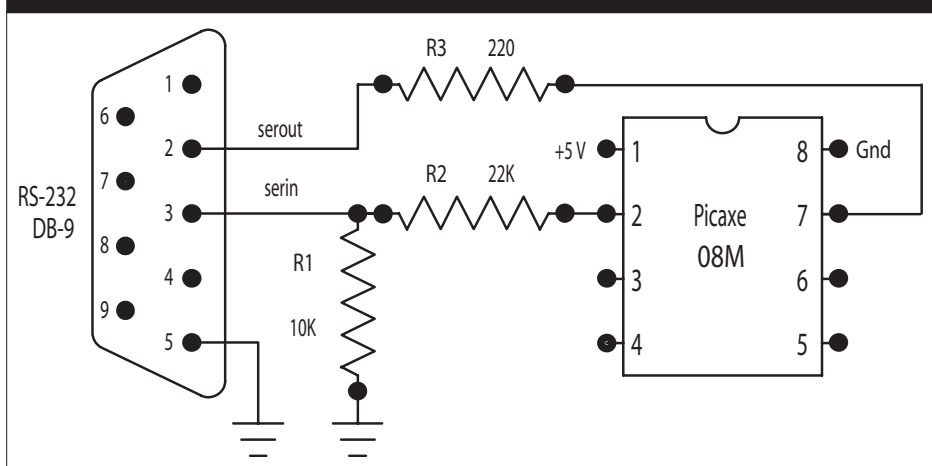 R3 220
1
6
serout
2
+5 V 1 8 Gnd
R2 22K
7
serin
RS-232
DB-9
3
2 Picaxe 7
08M
8
R1
4
3 6
9
10K
5
4 5
c